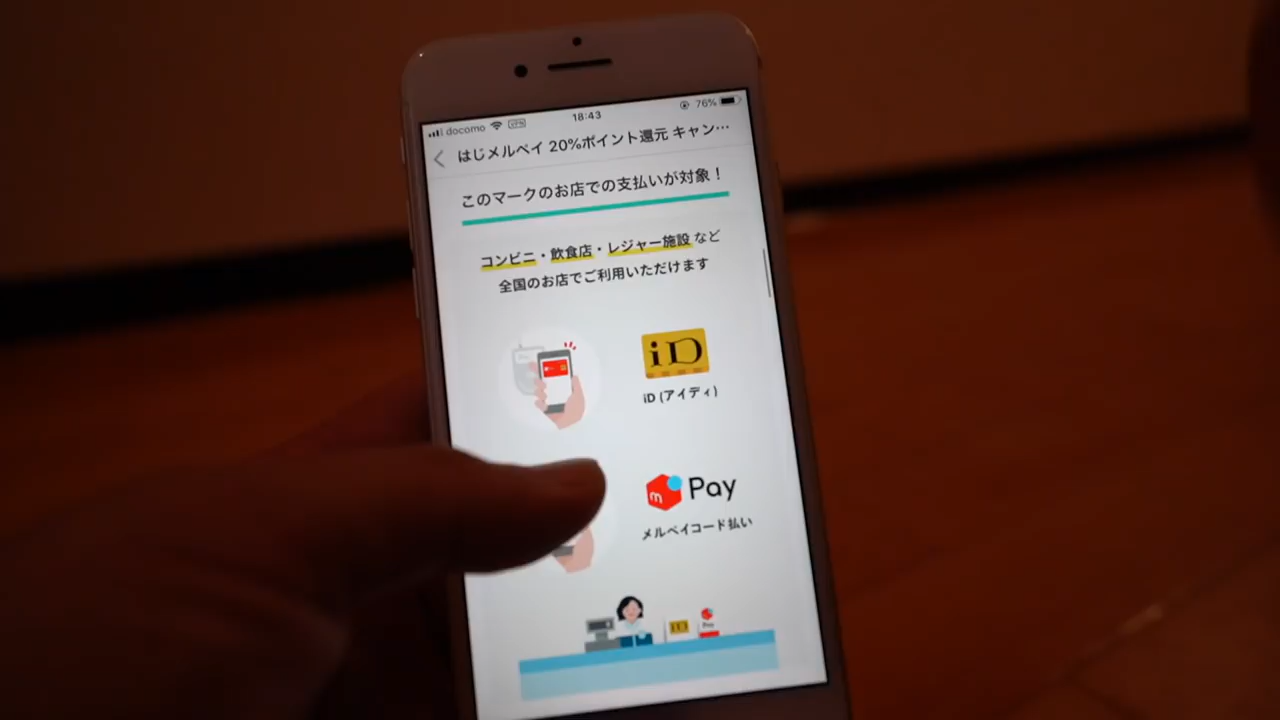 docomo VPN 18:43 76%
はじメルペイ 20%ポイント還元 キャン…
このマークのお店での支払いが対象！
コンビニ・飲食店・レジャー施設など
全国のお店でご利用いただけます
iD
iD (アイディ)
m Pay
メルペイコード払い
iD Pay